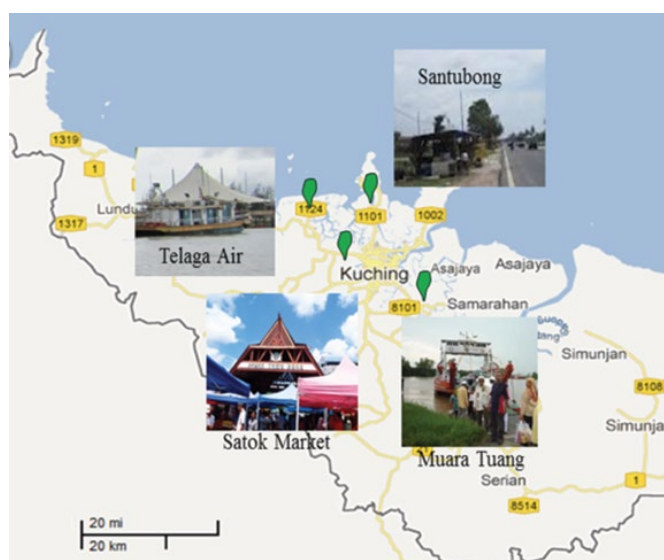 Santubong
1319
1
1317
Lundu
1124
1101
1002
Telaga Air
Kuching
Asajaya
Asajaya
8101
Samarahan
Simunjan
8108
Simunja
Satok Market
Muara Tuang
Serian
1
8514
20 mi
20 km